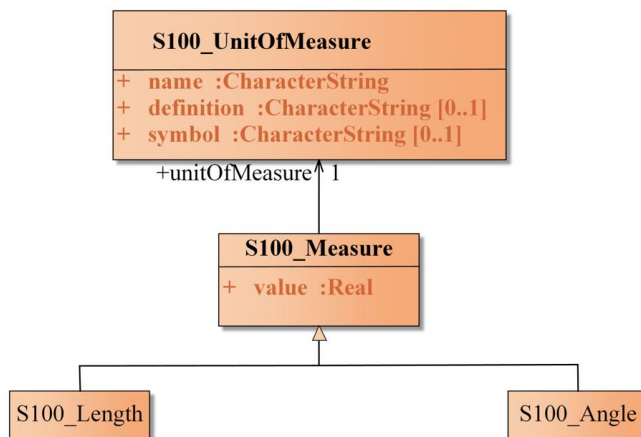 S100_UnitOfMeasure
+ name :CharacterString
+ definition :CharacterString [0..1]
+ symbol :CharacterString [0..1]
+unitOfMeasure 1
S100_Measure
+ value :Real
S100_Length
S100_Angle